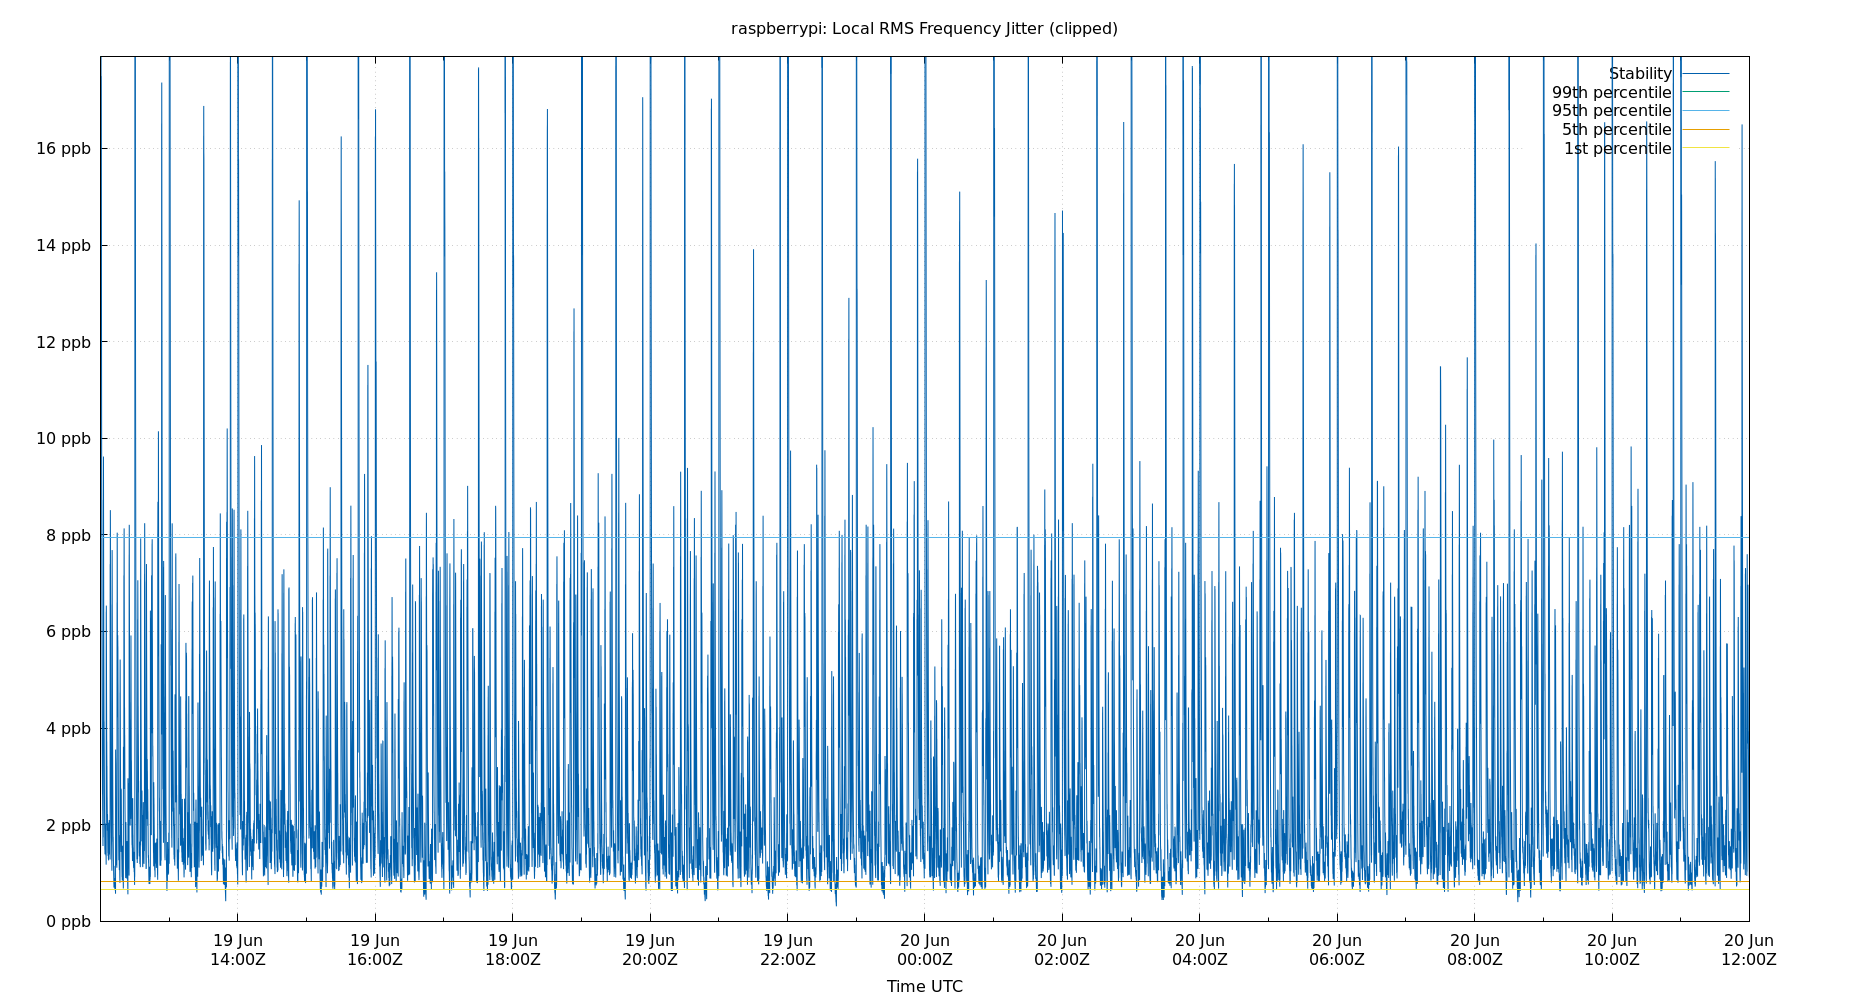 raspberrypi: Local RMS Frequency Jitter (clipped)
Stability
99th percentile
95th percentile
5th percentile
1st percentile
16 ppb
14 ppb
12 ppb
10 ppb
8 ppb
6 ppb
4 ppb
2 ppb
0 ppb
19 Jun 19 Jun 19 Jun 19 Jun 19 Jun 20 Jun 20 Jun 20 Jun 20 Jun 20 Jun 20 Jun 20 Jun
14:00Z 16:00Z 18:00Z 20:00Z 22:00Z 00:00Z 02:00Z 04:00Z 06:00Z 08:00Z 10:00Z 12:00Z
Time UTC